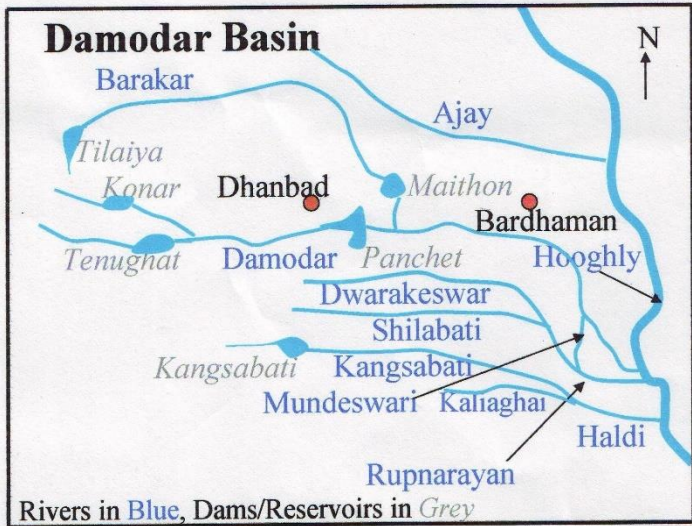 Damodar Basin
N
Barakar
Ajay
Tilaiya
Konar
Dhanbad
Maithon
Bardhaman
Tenughat
Damodar
Panchet
Hooghly
Dwarakeswar
Shilabati
Kangsabati
Kangsabati
Mundeswari
Kaliaghai
Haldi
Rupnarayan
Rivers in Blue, Dams/Reservoirs in Grey